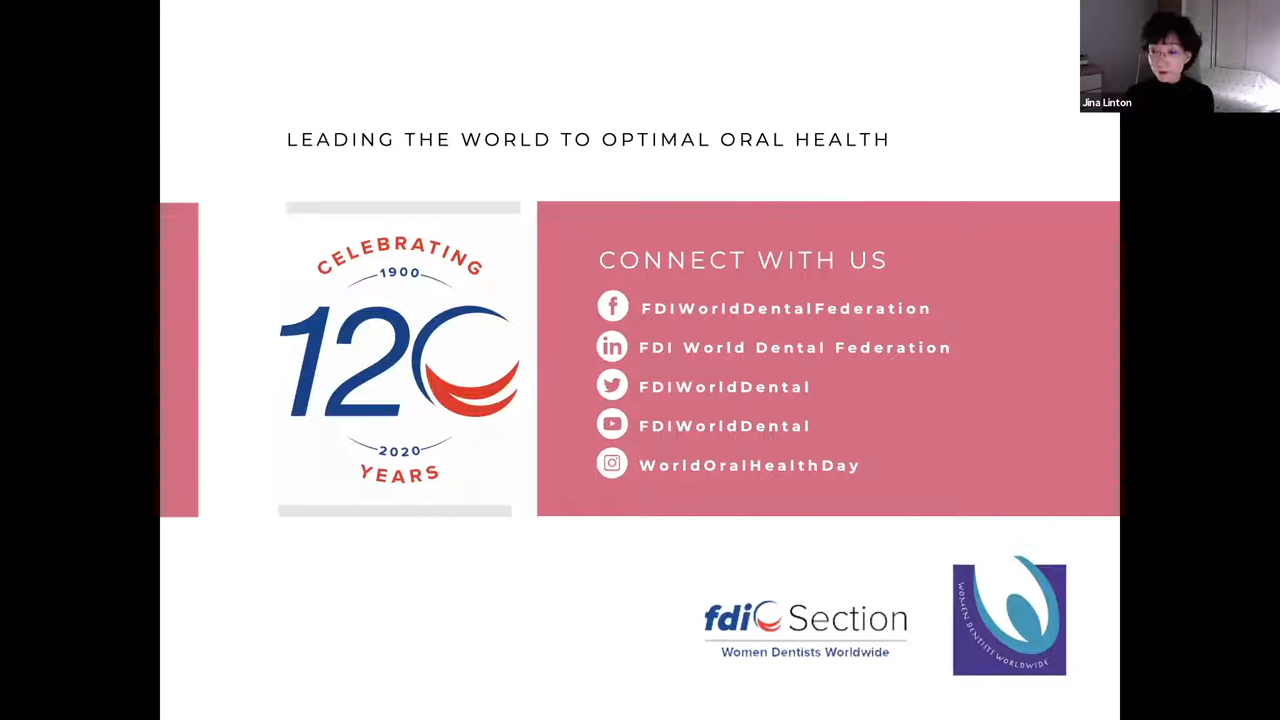 Jina Linton
LEADING THE WORLD TO OPTIMAL ORAL HEALTH
CELEBRATING
1900
120
2020
YEARS
CONNECT WITH US
FDIWorldDentalFederation
FDI World Dental Federation
FDIWorldDental
FDIWorldDental
WorldOralHealthDay
fdi Section
Women Dentists Worldwide
WOMEN DENTISTS WORLDWIDE